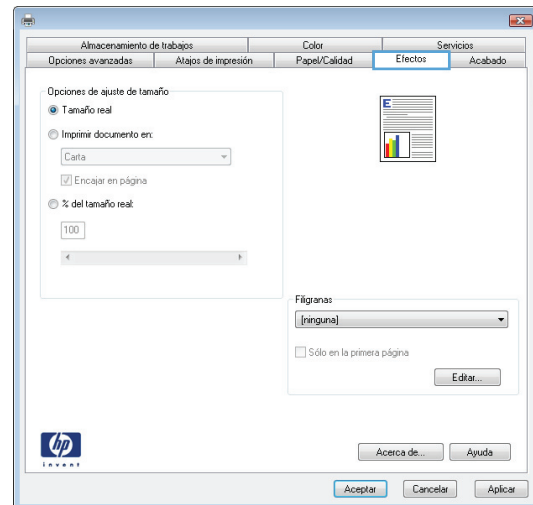 Almacenamiento de trabajos Color Servicios
Opciones avanzadas Atajos de impresión Papel/Calidad Efectos Acabado
Opciones de ajuste de tamaño
Tamaño real
Imprimir documento en:
Carta
Encajar en página
% del tamaño real:
100
E
Filigranas
[ninguna]
Sólo en la primera página
Editar...
hp
invent
Acerca de... Ayuda
Aceptar Cancelar Aplicar